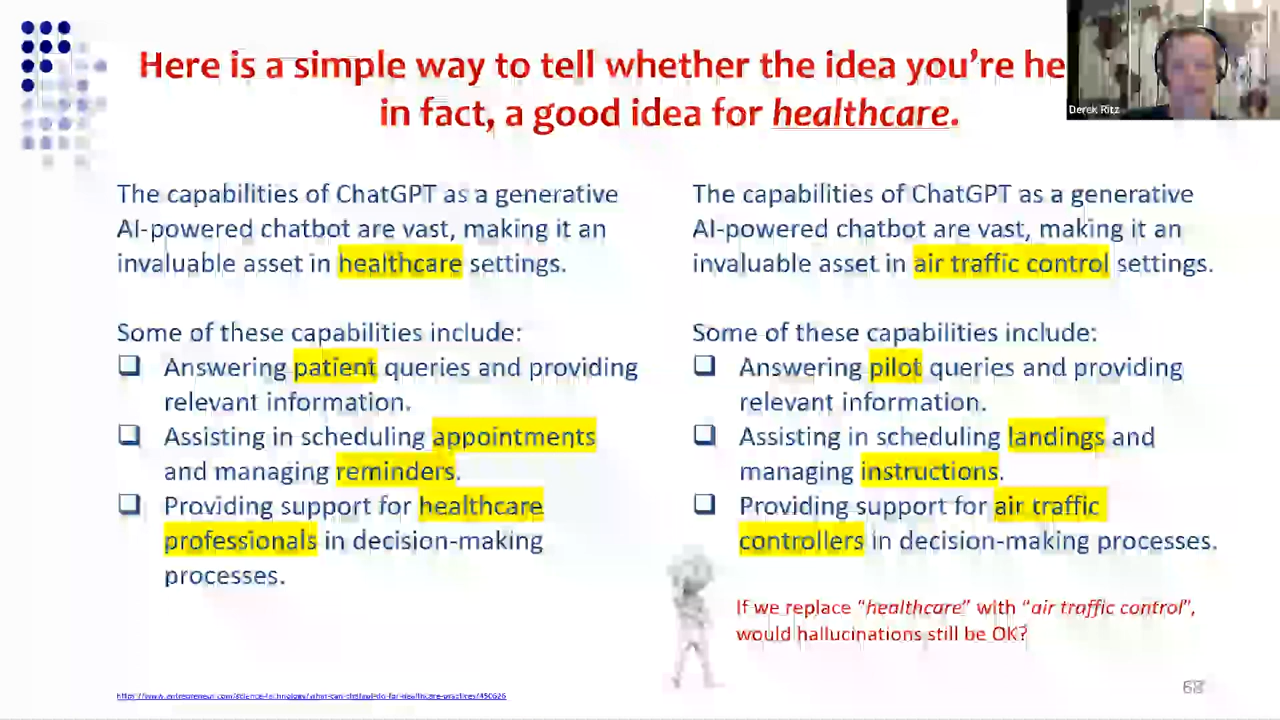 Here is a simple way to tell whether the idea you're he
in fact, a good idea for healthcare.
Derek Ritz
The capabilities of ChatGPT as a generative
AI-powered chatbot are vast, making it an
invaluable asset in healthcare settings.
Some of these capabilities include:
❑ Answering patient queries and providing
relevant information.
❑ Assisting in scheduling appointments
and managing reminders.
❑ Providing support for healthcare
professionals in decision-making
processes.
The capabilities of ChatGPT as a generative
AI-powered chatbot are vast, making it an
invaluable asset in air traffic control settings.
Some of these capabilities include:
❑ Answering pilot queries and providing
relevant information.
❑ Assisting in scheduling landings and
managing instructions.
❑ Providing support for air traffic
controllers in decision-making processes.
If we replace "healthcare" with "air traffic control",
would hallucinations still be OK?
68